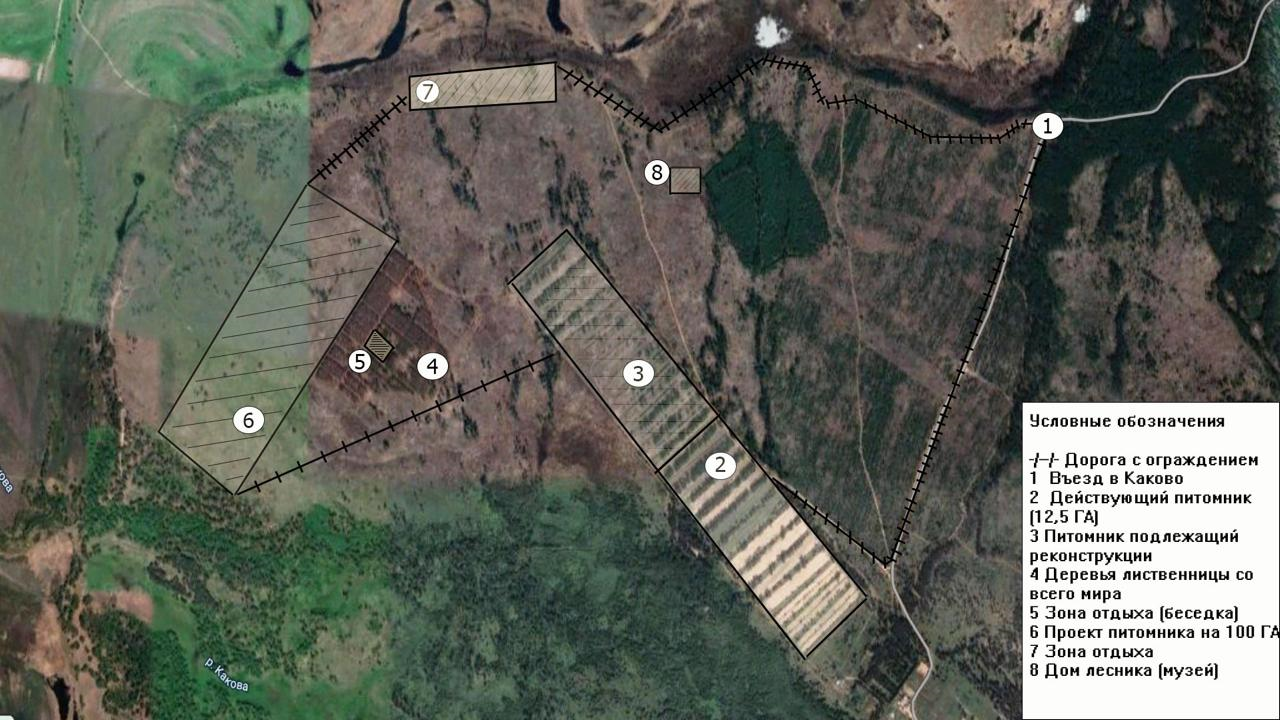 7
1
8
3
5
4
6
2
Условные обозначения
-/-/- Дорога с ограждением
1 Въезд в Каково
2 Действующий питомник
(12,5 ГА)
3 Питомник подлежащий
реконструкции
4 Деревья лиственницы со
всего мира
5 Зона отдыха (беседка)
6 Проект питомника на 100 ГА
7 Зона отдыха
8 Дом лесника (музей)
р. Какова